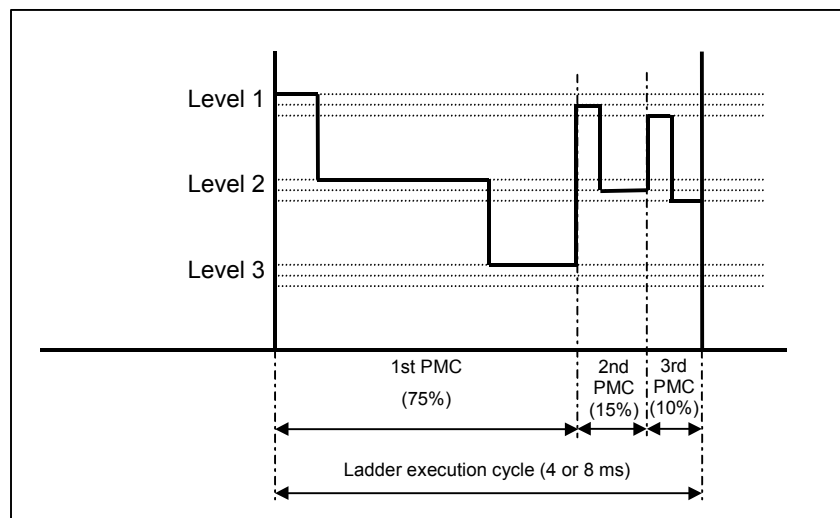 Level 1
Level 2
Level 3
1st PMC
(75%)
2nd
PMC
(15%)
3rd
PMC
(10%)
Ladder execution cycle (4 or 8 ms)